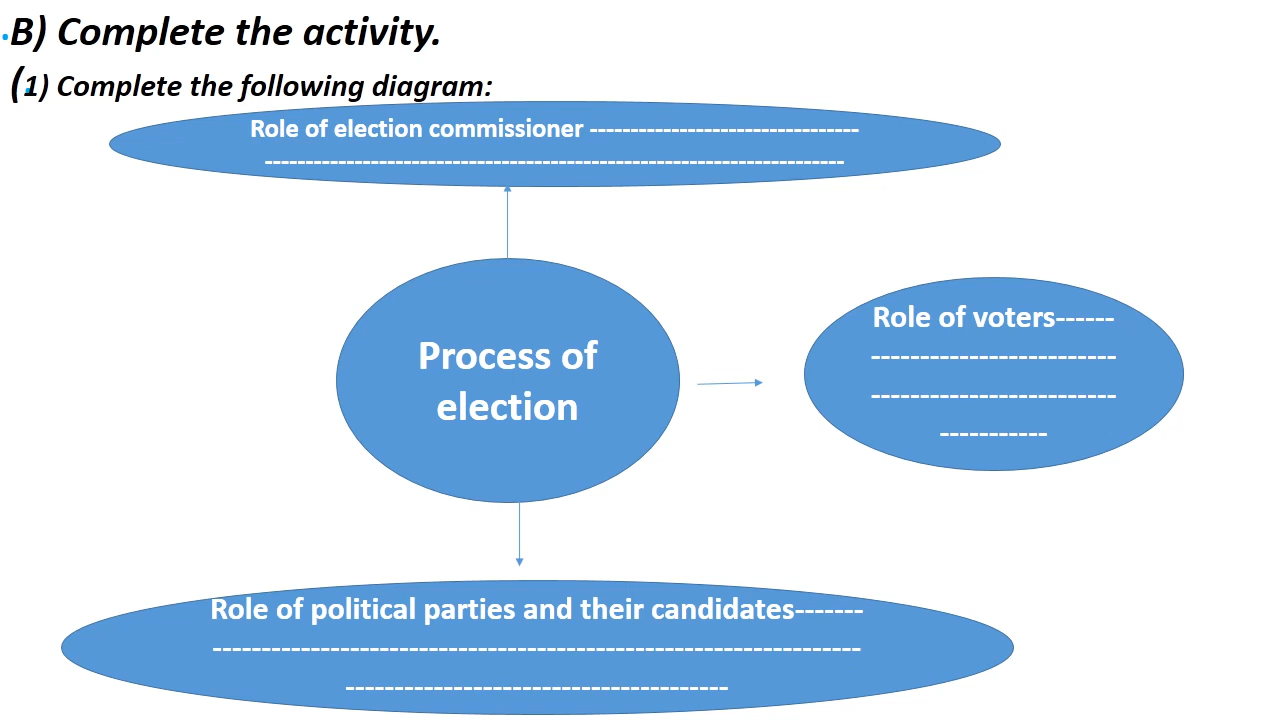 B) Complete the activity.
(1) Complete the following diagram:
Role of election commissioner ---------------------------------
-----------------------------------------------------------------------
Process of
election
Role of voters------
-------------------------
-------------------------
-----------
Role of political parties and their candidates-------
------------------------------------------------------------------
---------------------------------------